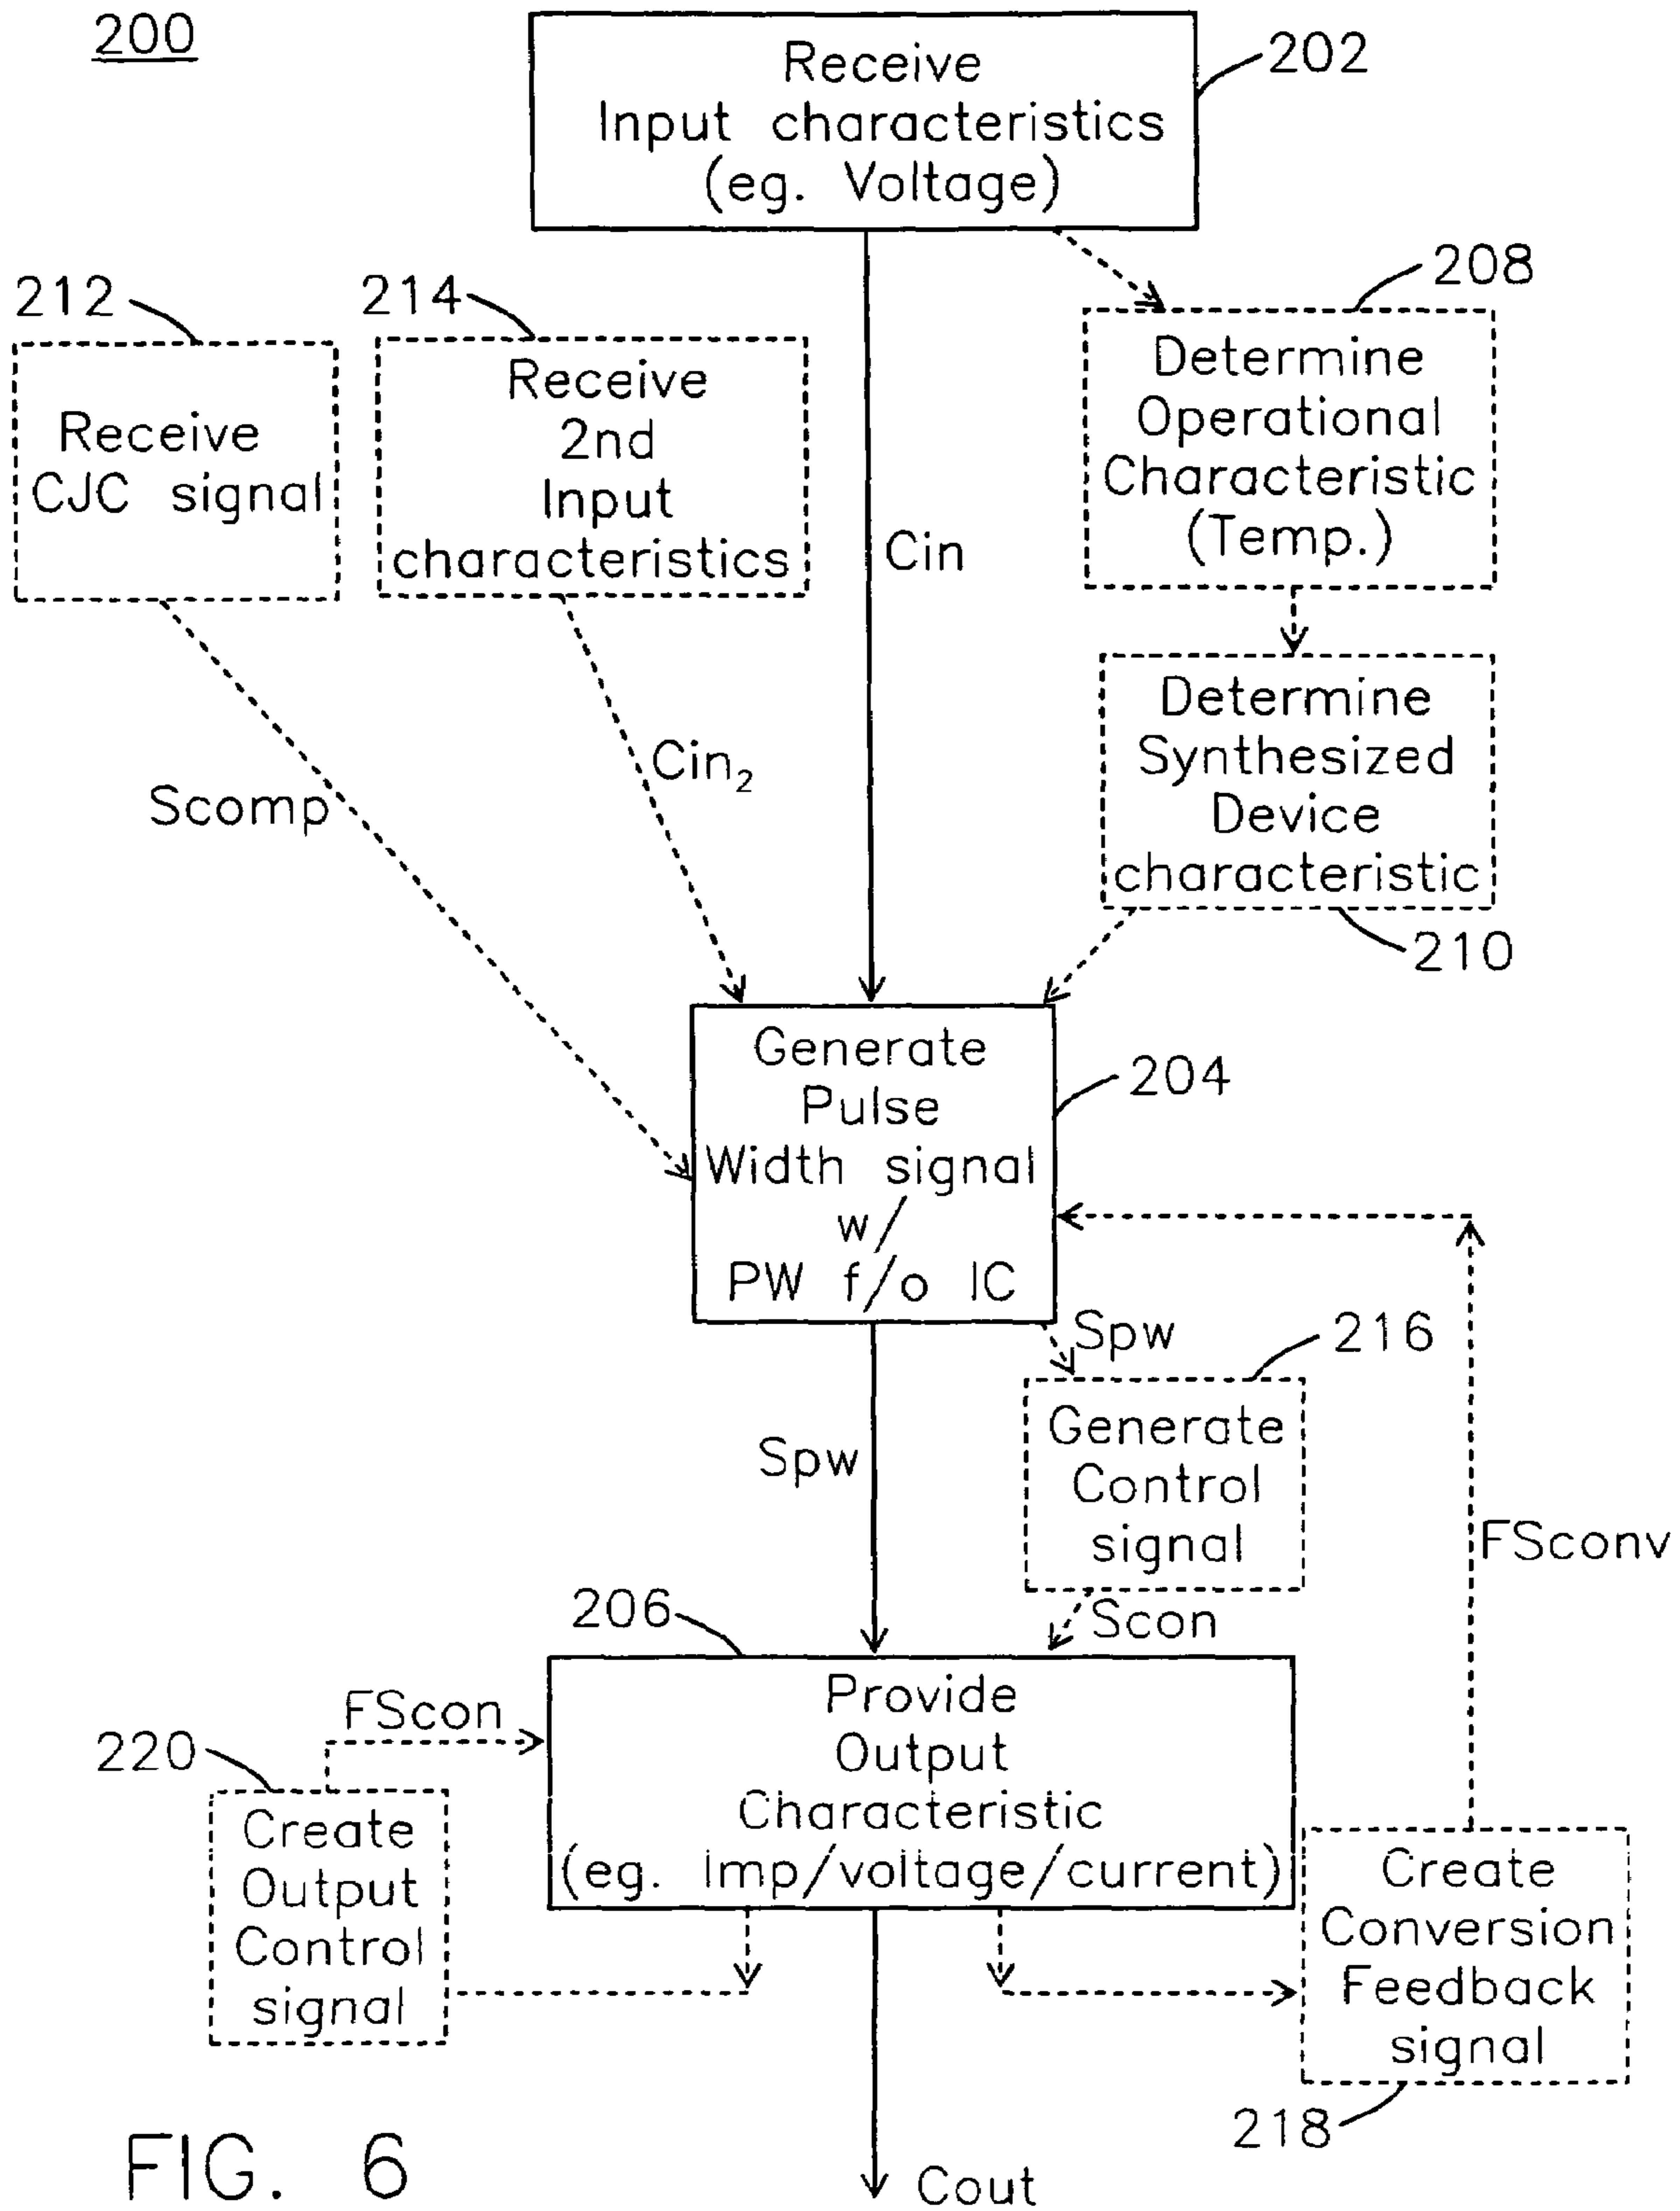 200
Receive
Input characteristics
(eg. Voltage)
202
208
212
214
Determine
Operational
Characteristic
(Temp.)
Receive
CJC signal
Receive
2nd
Input
characteristics
Cin
Determine
Synthesized
Device
characteristic
210
Scomp
Cin₂
Generate
Pulse
Width signal
w/
PW f/o IC
204
Spw
216
Generate
Control
signal
Spw
FSconv
Scon
206
Provide
Output
Characteristic
(eg. Imp/voltage/current)
FScon
220
Create
Output
Control
signal
Create
Conversion
Feedback
signal
218
Cout
FIG. 6